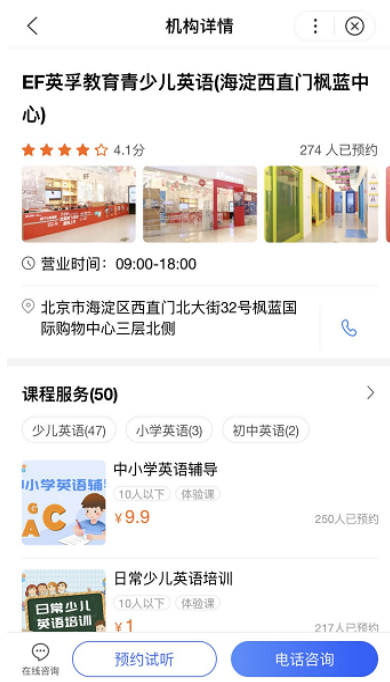 机构详情
EF英孚教育青少儿英语(海淀西直门枫蓝中
心)
4.1分
274 人已预约
营业时间：09:00-18:00
北京市海淀区西直门北大街32号枫蓝国
际购物中心三层北侧
课程服务(50)
少儿英语(47)
小学英语(3)
初中英语(2)
小学英语辅
G
A C
中小学英语辅导
10人以下
体验课
¥9.9
250人已预约
日常少儿
英语培训
日常少儿英语培训
10人以下
体验课
¥1
217人已预约
在线咨询
预约试听
电话咨询